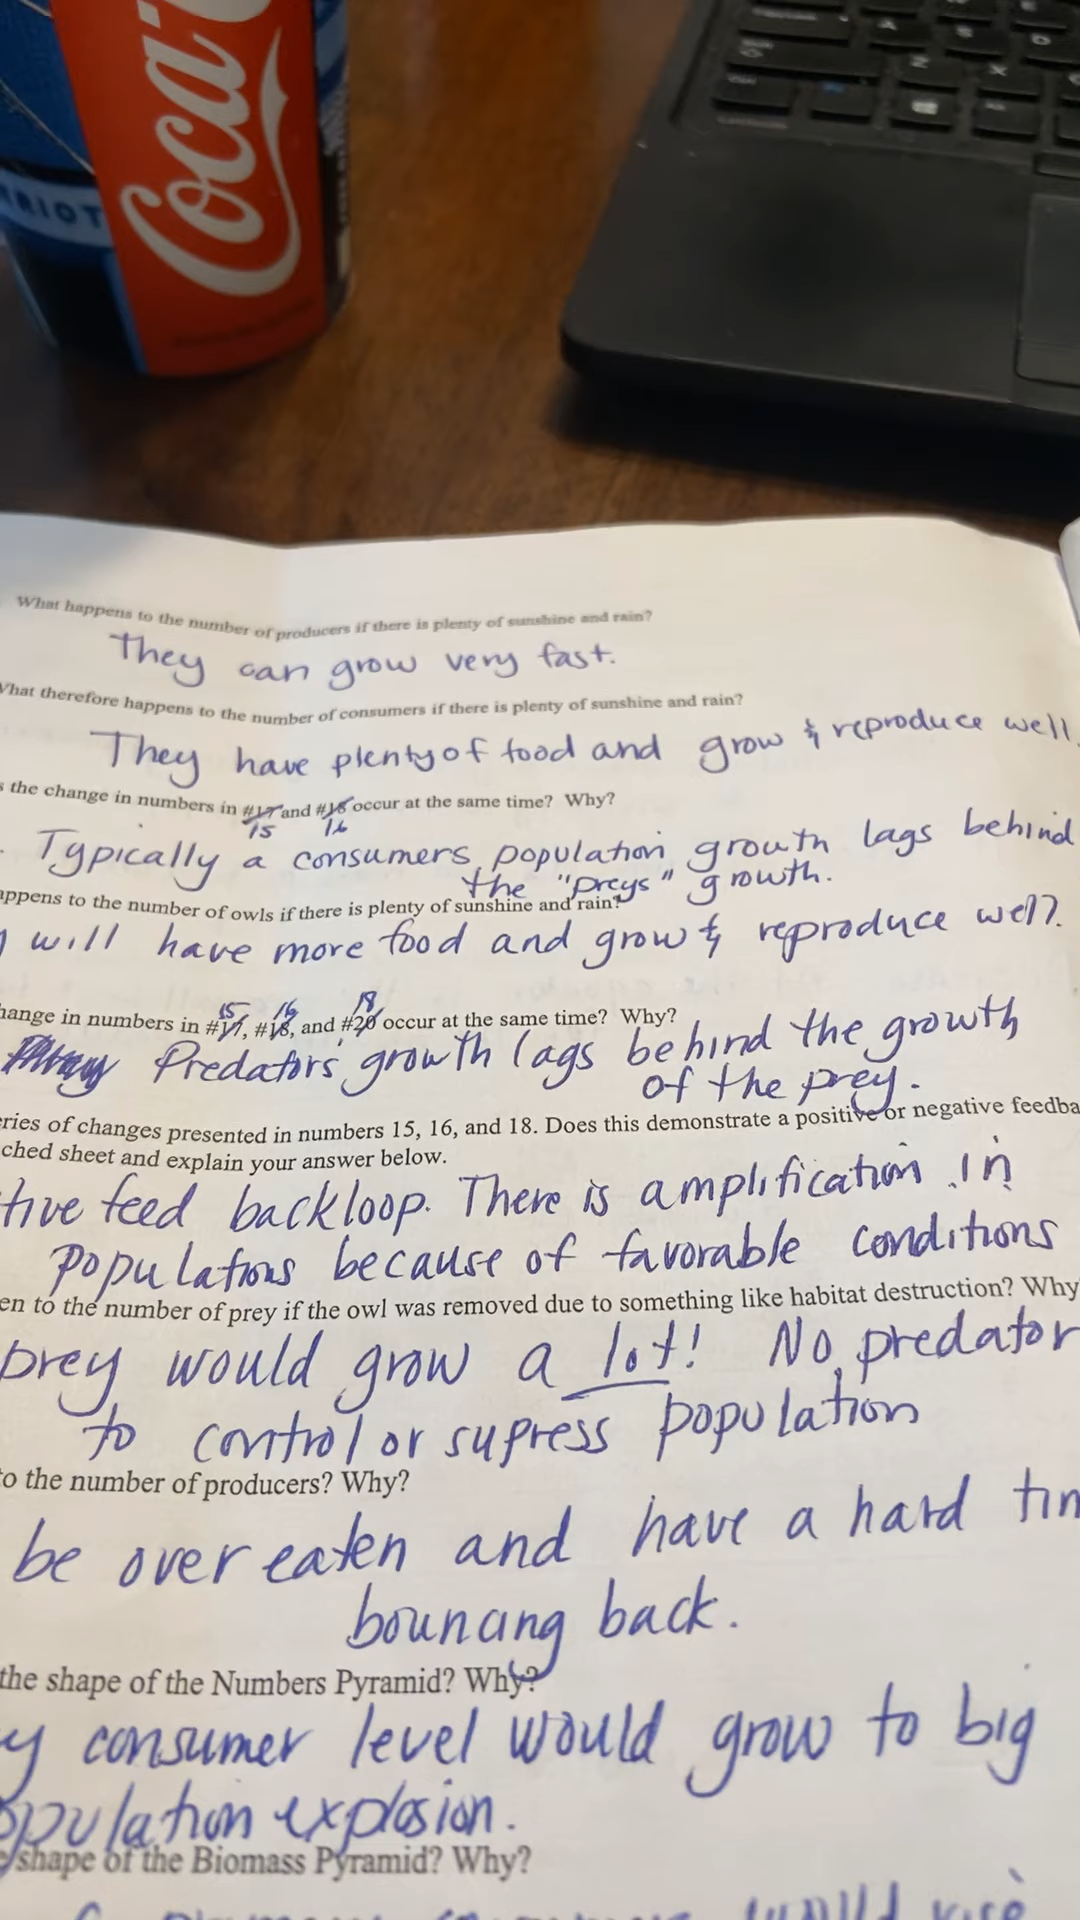 Coca
RIOT
What happens to the number of producers if there is plenty of sunshine and rain?
They can grow very fast.
What therefore happens to the number of consumers if there is plenty of sunshine and rain?
They have plenty of food and grow & reproduce well.
the change in numbers in #17 and #18 occur at the same time? Why?
15 16
Typically a consumers population growth lags behind
the "preys" growth.
appens to the number of owls if there is plenty of sunshine and rain?
will have more food and grow & reproduce well.
15 16 18
hange in numbers in #17, #18, and #20 occur at the same time? Why?
Predators growth lags behind the growth
of the prey.
eries of changes presented in numbers 15, 16, and 18. Does this demonstrate a positive or negative feedba
ched sheet and explain your answer below.
tive feed backloop. There is amplification in
populations because of favorable conditions
en to the number of prey if the owl was removed due to something like habitat destruction? Why
prey would grow a lot! No predator
to control or supress population
to the number of producers? Why?
be over eaten and have a hard tim
bouncing back.
the shape of the Numbers Pyramid? Why?
y consumer level would grow to big
opulation explosion.
shape of the Biomass Pyramid? Why?